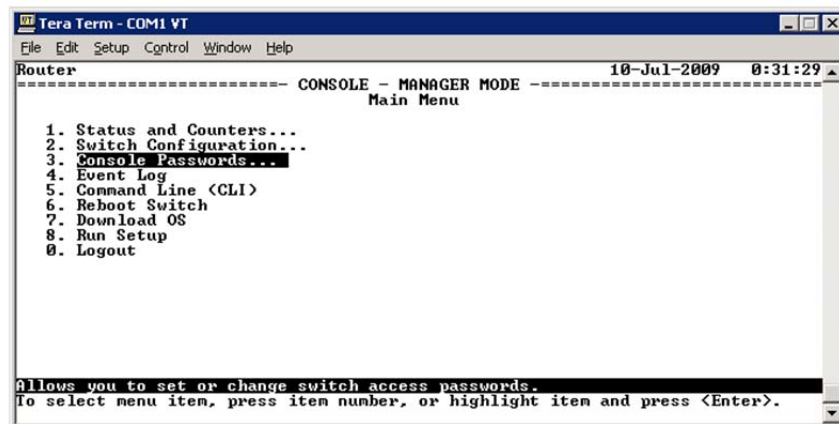 Tera Term - COM1 VT
File Edit Setup Control Window Help
Router 10-Jul-2009 0:31:29
==========================- CONSOLE - MANAGER MODE -============================
Main Menu
1. Status and Counters...
2. Switch Configuration...
3. Console Passwords...
4. Event Log
5. Command Line (CLI)
6. Reboot Switch
7. Download OS
8. Run Setup
0. Logout
Allows you to set or change switch access passwords.
To select menu item, press item number, or highlight item and press <Enter>.